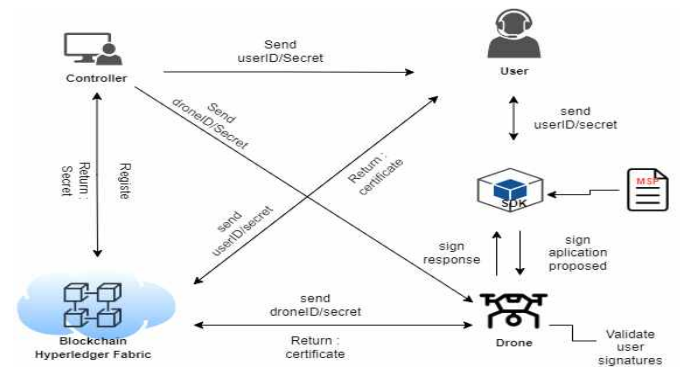 Send
userID/Secret
Controller
User
Send
droneID/Secret
send
userID/secret
Registe
Return :
Secret
Return :
certificate
MSP
SDK
send
userID/secret
sign
response
sign
aplication
proposed
send
droneID/secret
Return :
certificate
Blockchain
Hyperledger Fabric
Drone
Validate
user
signatures